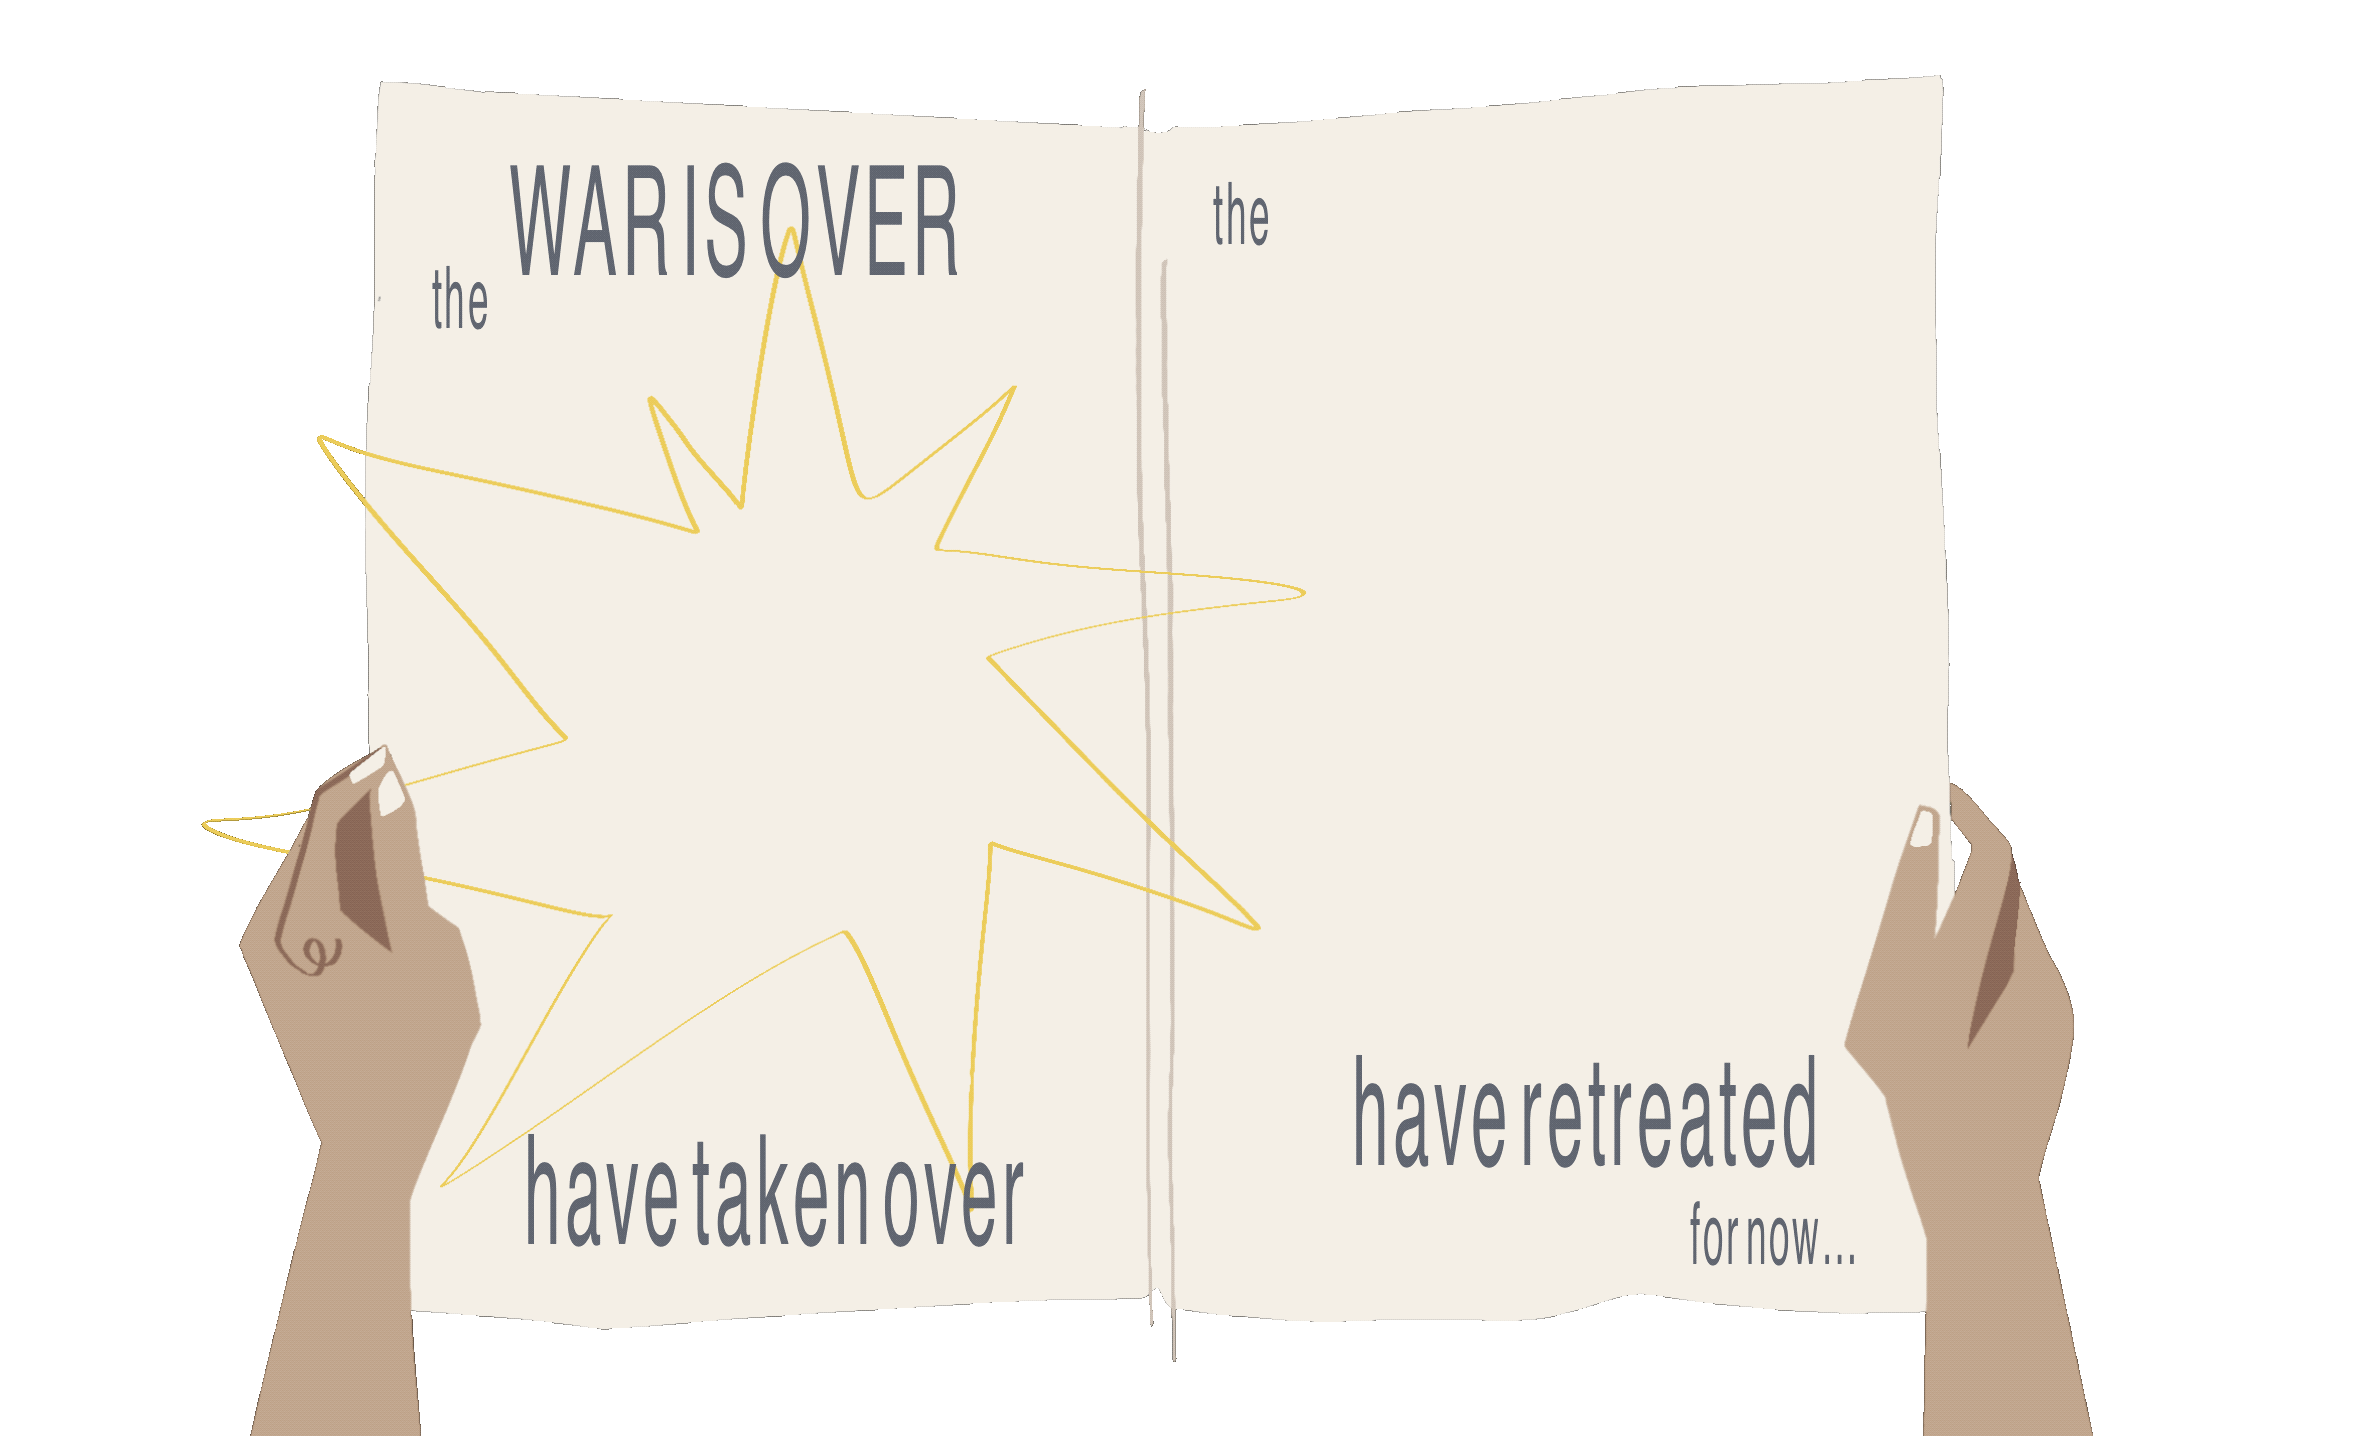 WAR IS OVER
the
have taken over
the
have retreated
for now...